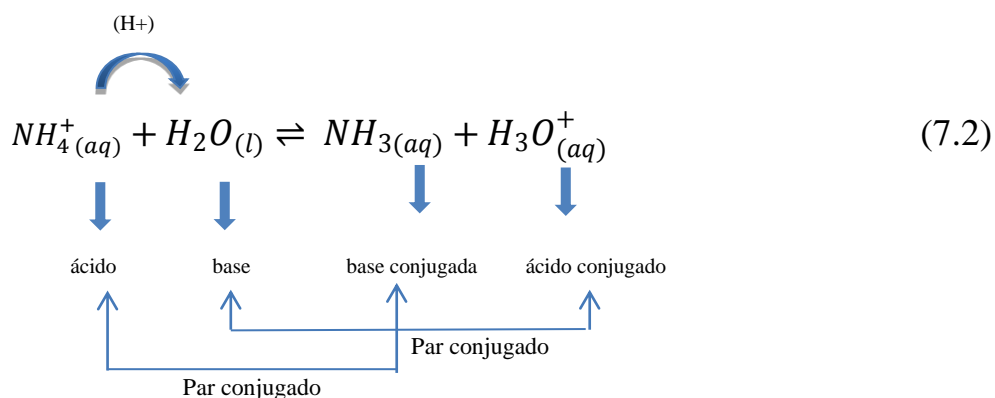 (H+)
NH₄⁺(aq) + H₂O(l) ⇌ NH₃(aq) + H₃O⁺(aq) (7.2)
ácido base base conjugada ácido conjugado
Par conjugado
Par conjugado